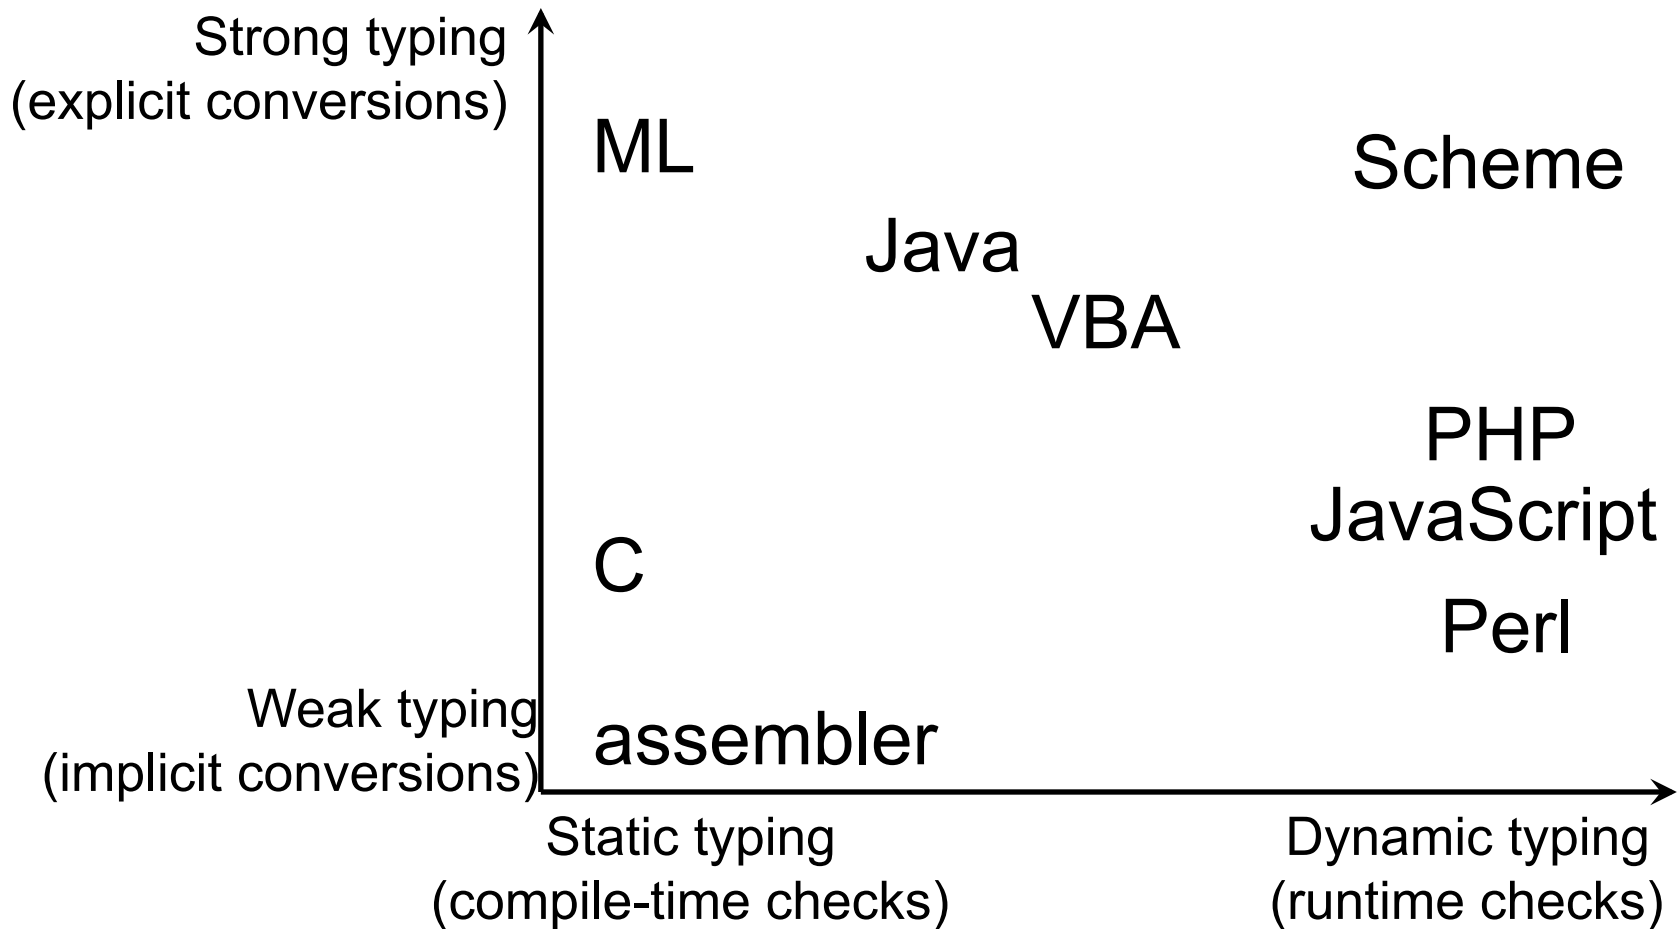 Strong typing
(explicit conversions)
ML
Scheme
Java
VBA
PHP
JavaScript
C
Perl
Weak typing
(implicit conversions)
assembler
Static typing
(compile-time checks)
Dynamic typing
(runtime checks)